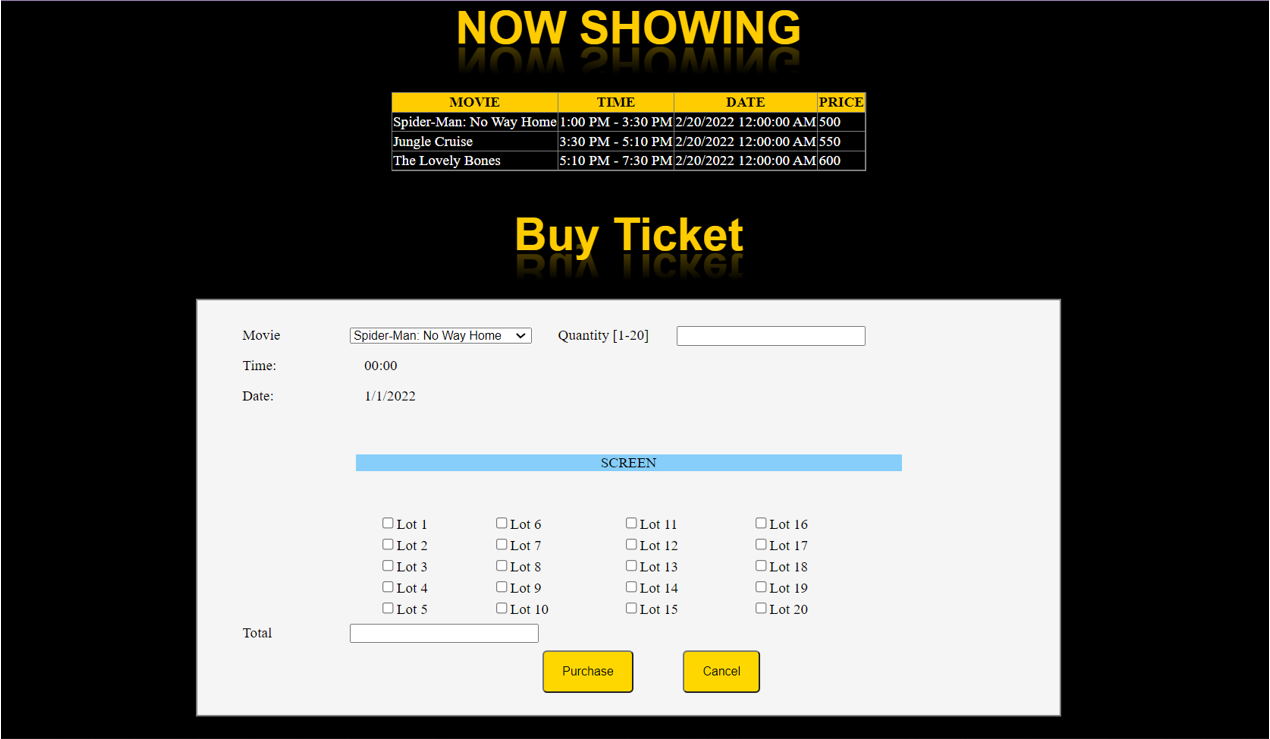 NOW SHOWING
MOVIE TIME DATE PRICE
Spider-Man: No Way Home 1:00 PM - 3:30 PM 2/20/2022 12:00:00 AM 500
Jungle Cruise 3:30 PM - 5:10 PM 2/20/2022 12:00:00 AM 550
The Lovely Bones 5:10 PM - 7:30 PM 2/20/2022 12:00:00 AM 600
Buy Ticket
Movie Spider-Man: No Way Home Quantity [1-20]
Time: 00:00
Date: 1/1/2022
SCREEN
Lot 1 Lot 6 Lot 11 Lot 16
Lot 2 Lot 7 Lot 12 Lot 17
Lot 3 Lot 8 Lot 13 Lot 18
Lot 4 Lot 9 Lot 14 Lot 19
Lot 5 Lot 10 Lot 15 Lot 20
Total
Purchase Cancel